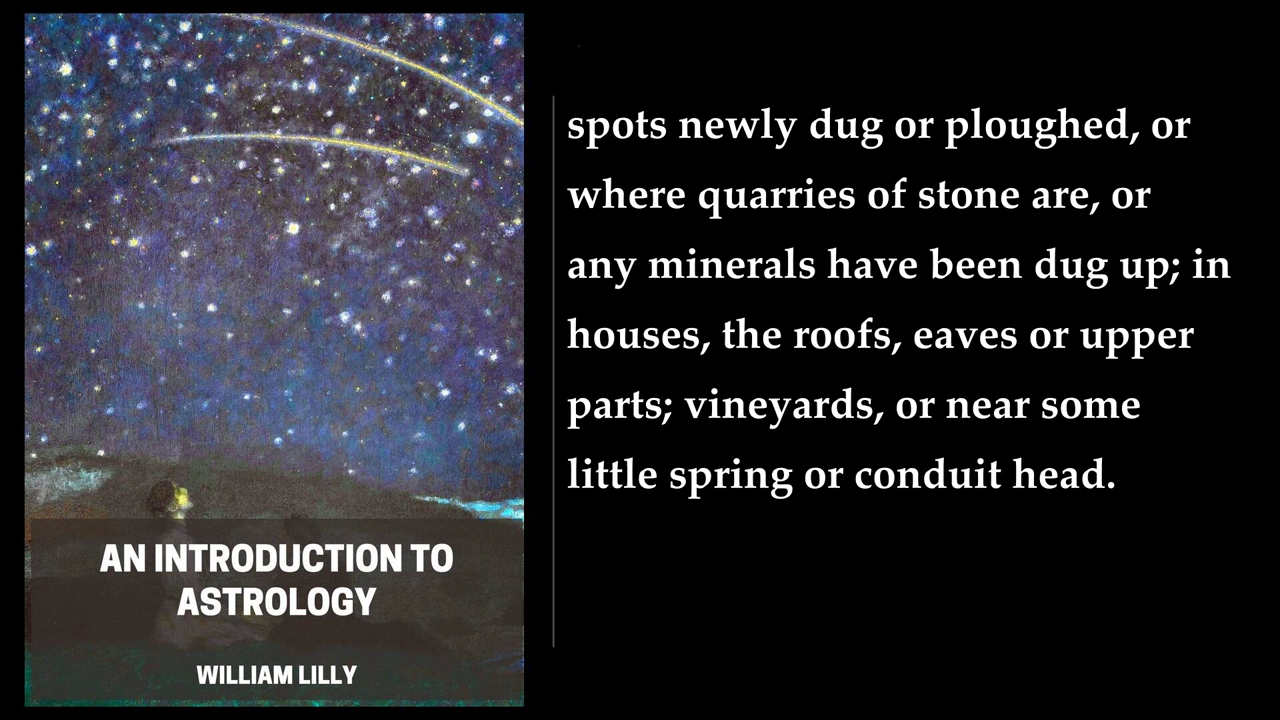 AN INTRODUCTION TO
ASTROLOGY
WILLIAM LILLY
spots newly dug or ploughed, or
where quarries of stone are, or
any minerals have been dug up; in
houses, the roofs, eaves or upper
parts; vineyards, or near some
little spring or conduit head.